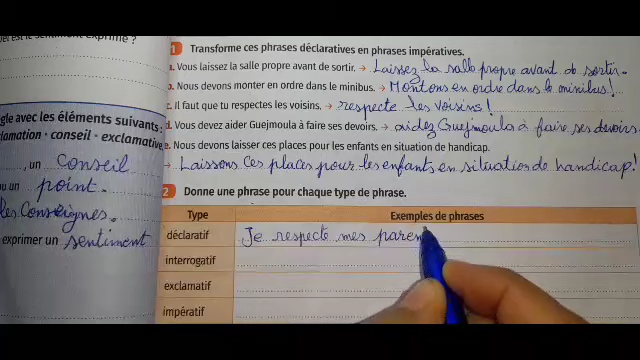 exprimé ?
1 Transforme ces phrases déclaratives en phrases impératives.
a. Vous laissez la salle propre avant de sortir. → Laissez la salle propre avant de sortir.
b. Nous devons monter en ordre dans le minibus. → Montons en ordre dans le minibus!
c. Il faut que tu respectes les voisins. → respecte les voisins!
d. Vous devez aider Guejmoula à faire ses devoirs. → aidez Guejmoula à faire ses devoirs
e. Nous devons laisser ces places pour les enfants en situation de handicap.
→ Laissons ces places pour les enfants en situation de handicap!
2 Donne une phrase pour chaque type de phrase.
Type Exemples de phrases
déclaratif Je respecte mes paren
interrogatif
exclamatif
impératif
gle avec les éléments suivants :
clamation • conseil • exclamative
, un conseil
ou un point.
les Consignes.
exprimer un sentiment